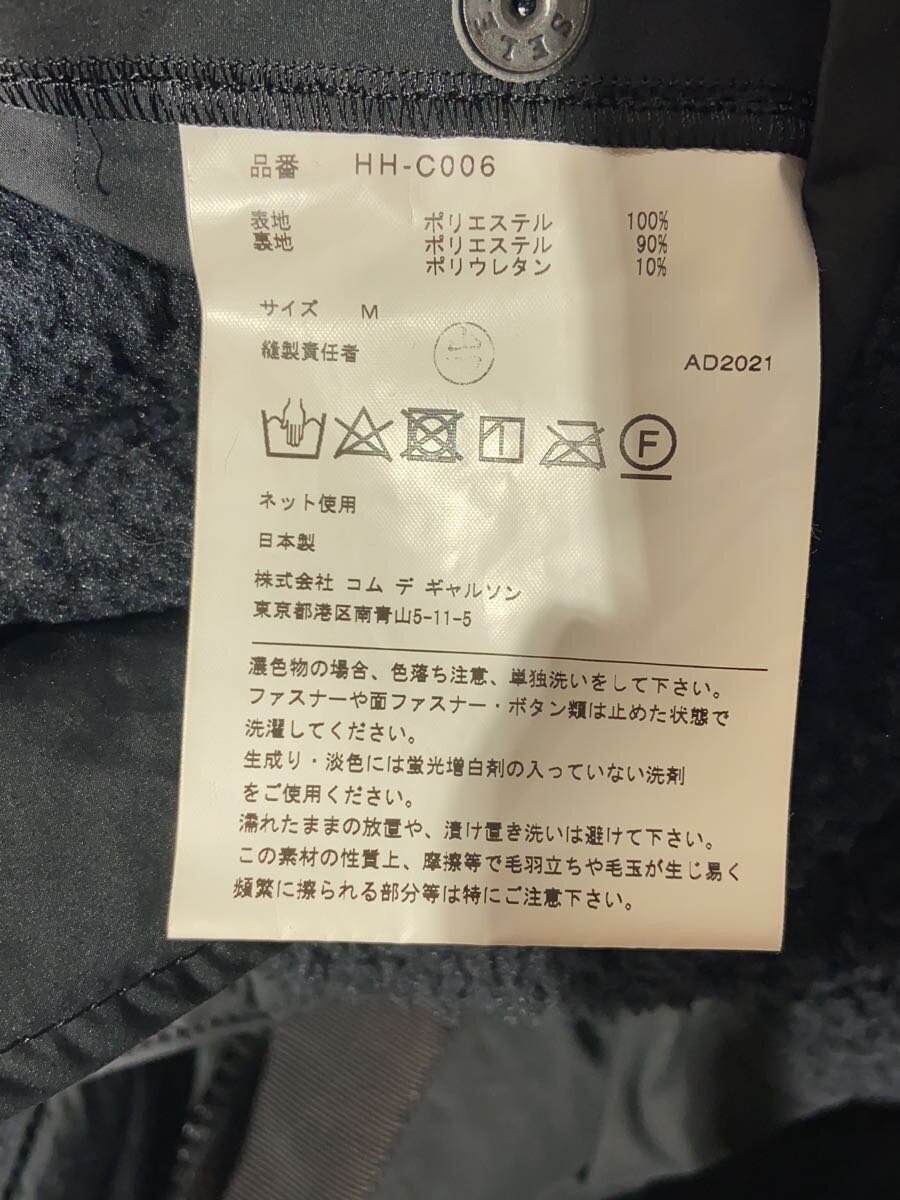 SELE
品番 HH-C006
表地 ポリエステル 100%
裏地 ポリエステル 90%
ポリウレタン 10%
サイズ M
縫製責任者
AD2021
F
ネット使用
日本製
株式会社 コム デ ギャルソン
東京都港区南青山5-11-5
濃色物の場合、色落ち注意、単独洗いをして下さい。
ファスナーや面ファスナー・ボタン類は止めた状態で
洗濯してください。
生成り・淡色には蛍光増白剤の入っていない洗剤
をご使用ください。
濡れたままの放置や、漬け置き洗いは避けて下さい。
この素材の性質上、摩擦等で毛羽立ちや毛玉が生じ易く
頻繁に擦られる部分等は特にご注意下さい。